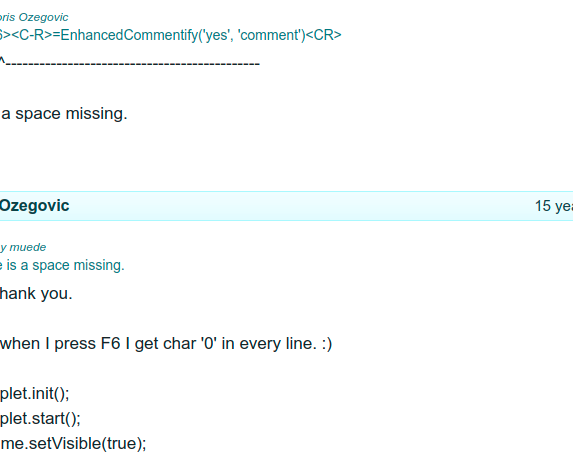 oris Ozegovic
6><C-R>=EnhancedCommentify('yes', 'comment')<CR>
^----------------------------------------------
a space missing.
Ozegovic 15 yea
y muede
e is a space missing.
hank you.
when I press F6 I get char '0' in every line. :)
plet.init();
plet.start();
me.setVisible(true);